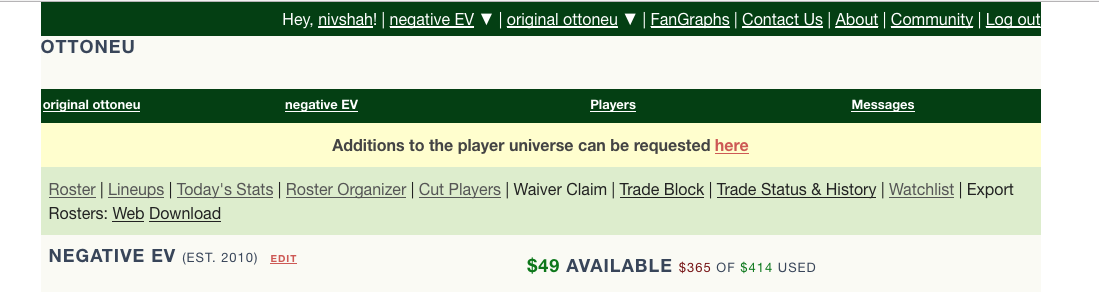 Hey, nivshah! | negative EV ▼ | original ottoneu ▼ | FanGraphs | Contact Us | About | Community | Log out
OTTONEU
original ottoneu negative EV Players Messages
Additions to the player universe can be requested here
Roster | Lineups | Today's Stats | Roster Organizer | Cut Players | Waiver Claim | Trade Block | Trade Status & History | Watchlist | Export
Rosters: Web Download
NEGATIVE EV (EST. 2010) EDIT
$49 AVAILABLE $365 OF $414 USED